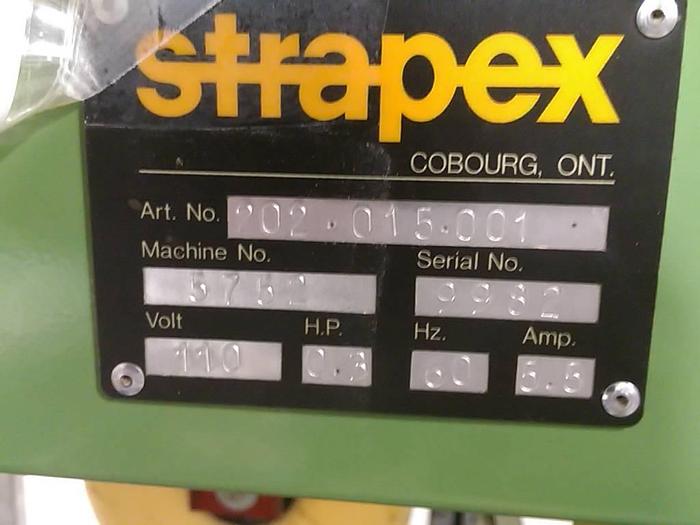 strapex
COBOURG, ONT.
Art. No. 202.015.001
Machine No. Serial No.
5752 9982
Volt H.P. Hz. Amp.
110 0.3 60 5.5